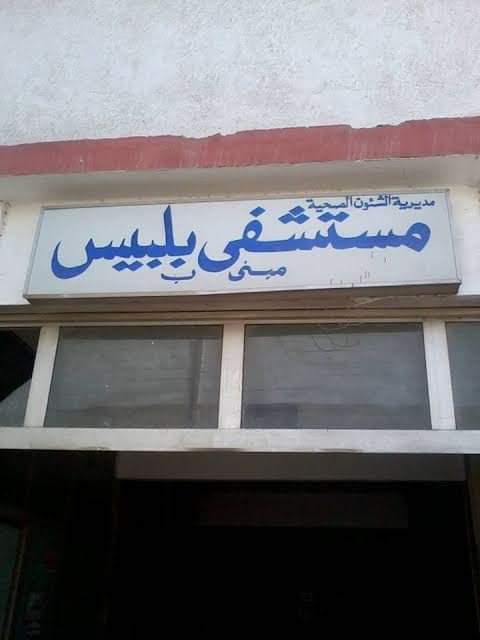 مديرية الشئون الصحية
مستشفى بلبيس
مبنى ب